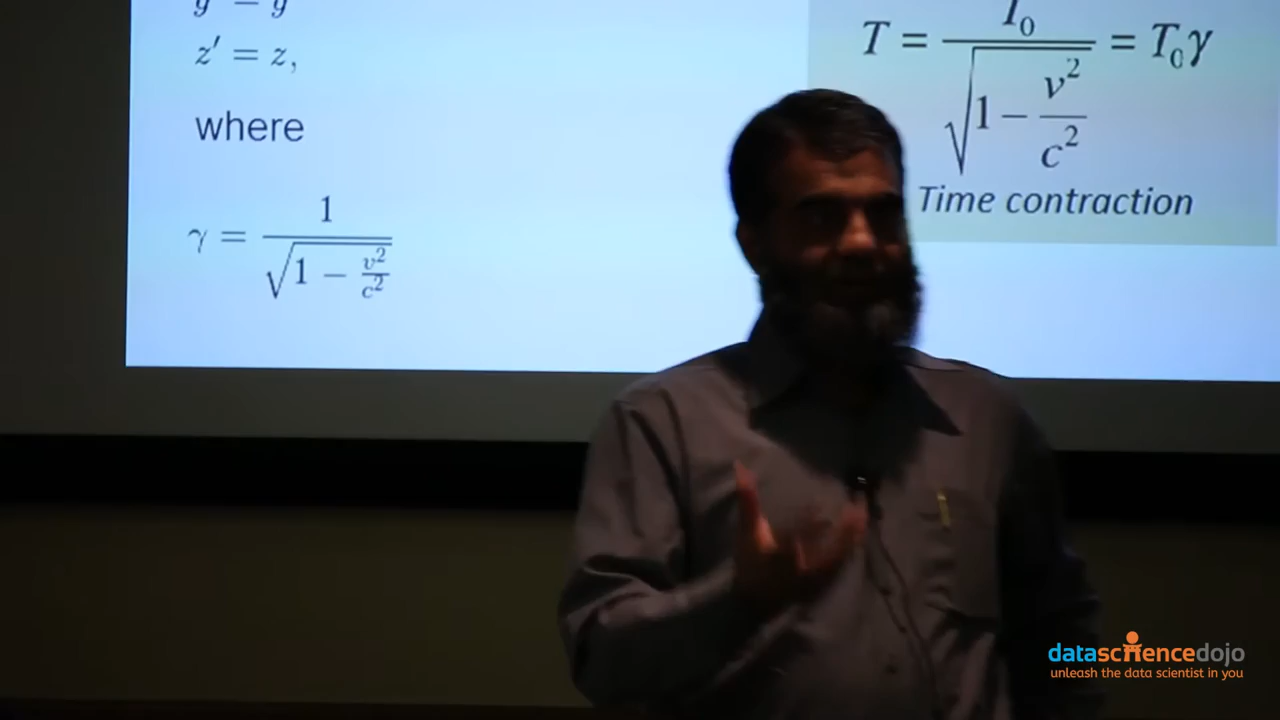 y′ = y
z′ = z,
where
γ = 1 / √(1 − v²/c²)
T = T₀ / √(1 − v²/c²) = T₀γ
Time contraction
datasciencedojo
unleash the data scientist in you